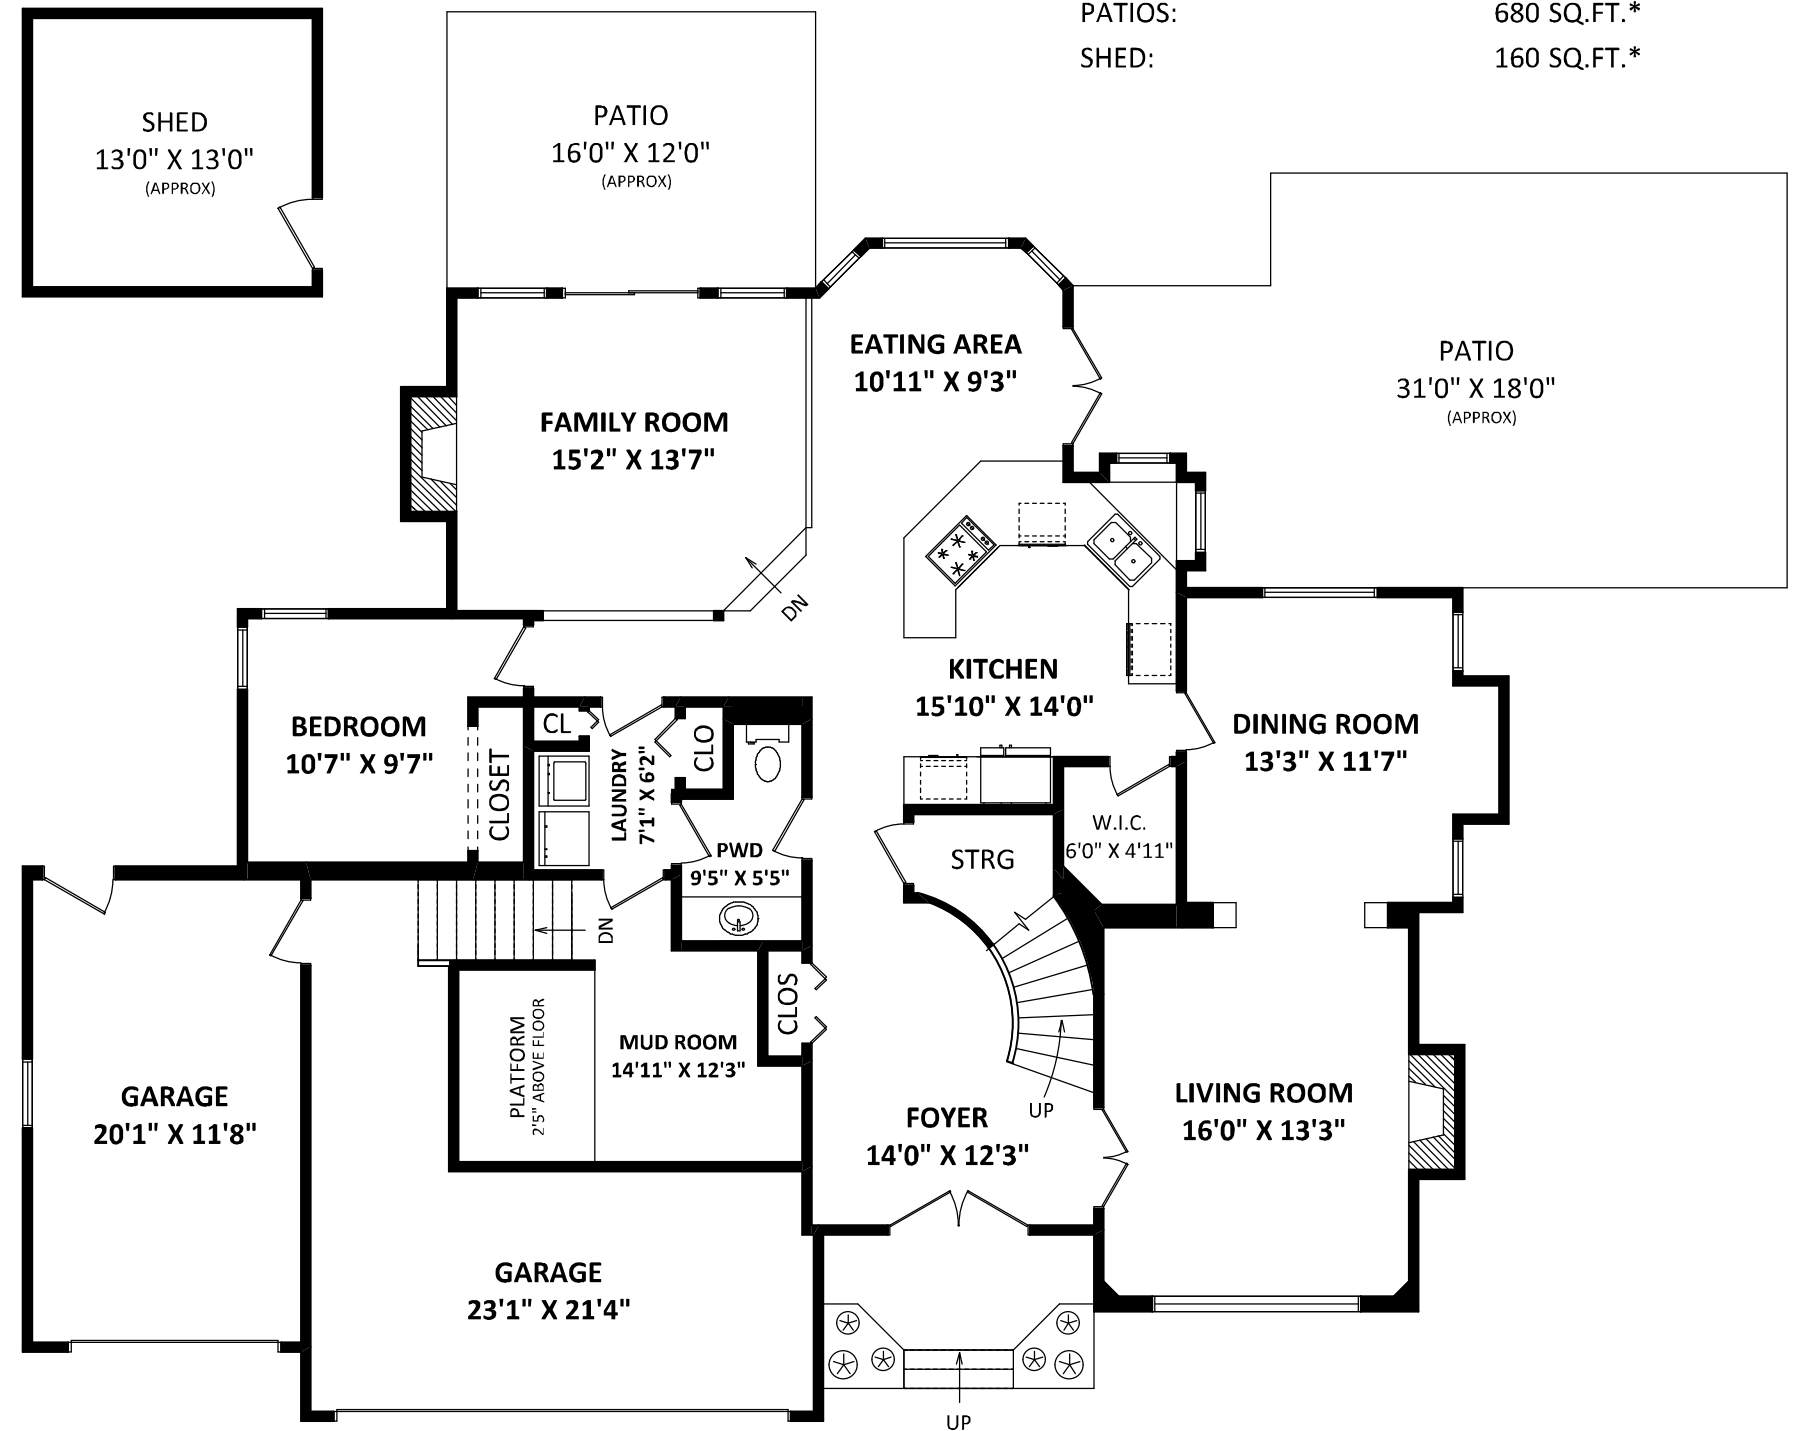 PATIOS: 680 SQ.FT.*
SHED: 160 SQ.FT.*
SHED
13'0" X 13'0"
(APPROX)
PATIO
16'0" X 12'0"
(APPROX)
EATING AREA
10'11" X 9'3"
PATIO
31'0" X 18'0"
(APPROX)
FAMILY ROOM
15'2" X 13'7"
DN
KITCHEN
15'10" X 14'0"
DINING ROOM
13'3" X 11'7"
BEDROOM
10'7" X 9'7"
CLOSET
CL
LAUNDRY
7'1" X 6'2"
CLO
PWD
9'5" X 5'5"
STRG
W.I.C.
6'0" X 4'11"
DN
CLOS
PLATFORM
2'5" ABOVE FLOOR
MUD ROOM
14'11" X 12'3"
GARAGE
20'1" X 11'8"
FOYER
14'0" X 12'3"
UP
LIVING ROOM
16'0" X 13'3"
GARAGE
23'1" X 21'4"
UP